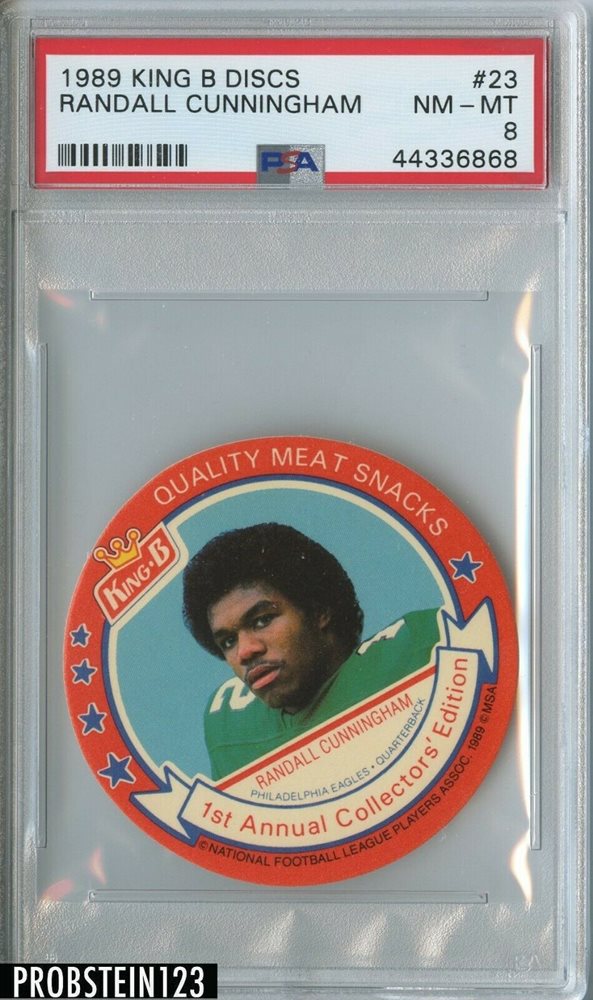 1989 KING B DISCS #23
RANDALL CUNNINGHAM NM – MT
8
PSA 44336868
QUALITY MEAT SNACKS
KING·B
RANDALL CUNNINGHAM
PHILADELPHIA EAGLES • QUARTERBACK
1st Annual Collectors' Edition
© NATIONAL FOOTBALL LEAGUE PLAYERS ASSOC. 1989 © MSA
PROBSTEIN123